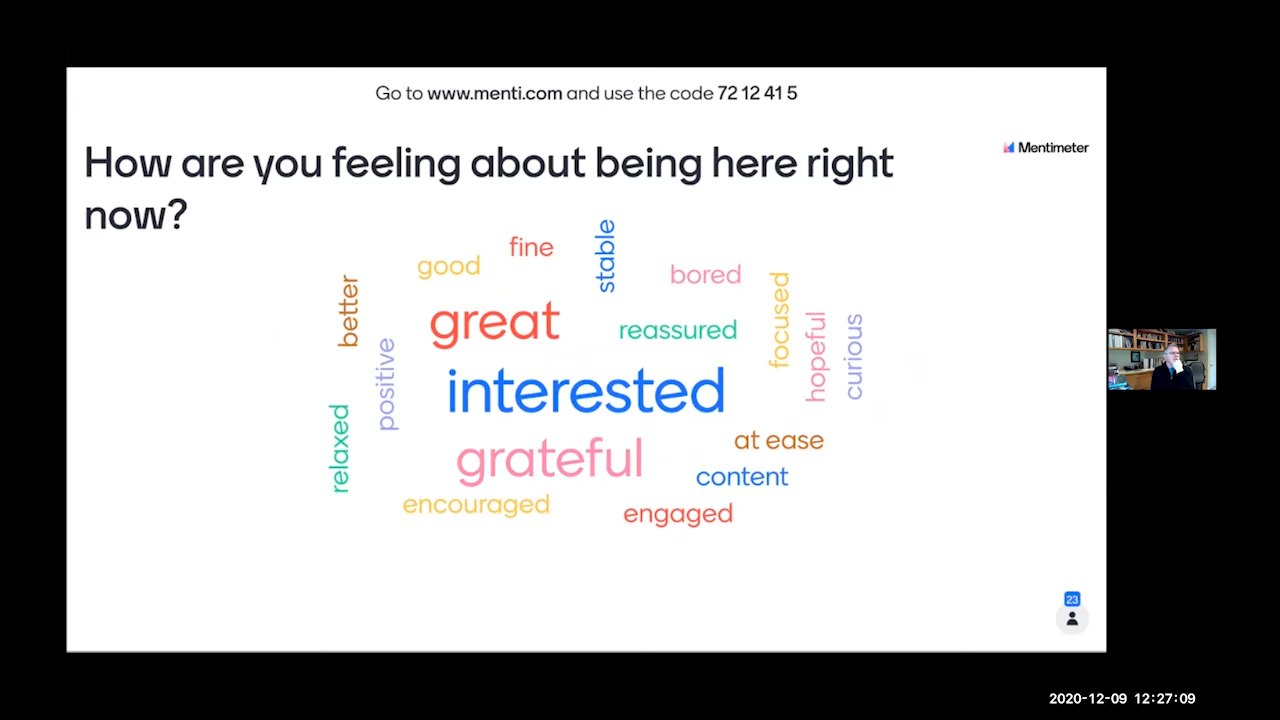 Go to www.menti.com and use the code 72 12 41 5
Mentimeter
How are you feeling about being here right
now?
fine
stable
good
bored
better
focused
great
reassured
hopeful
curious
positive
interested
relaxed
at ease
grateful
content
encouraged
engaged
23
2020-12-09 12:27:09